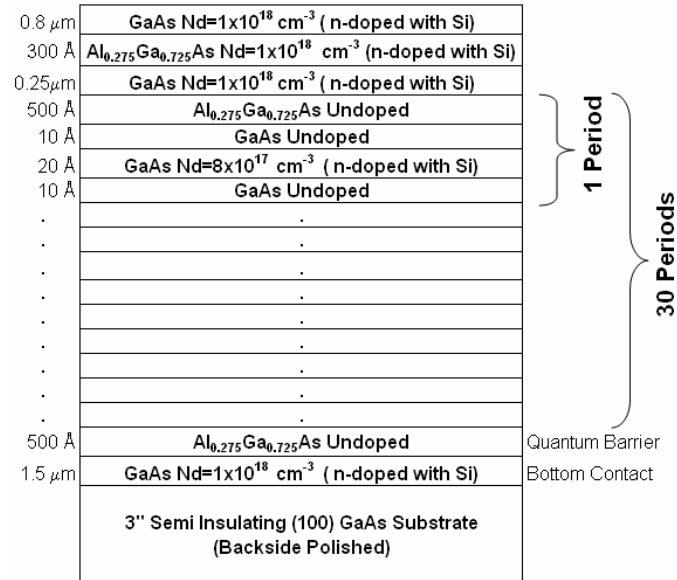 0.8 μm GaAs Nd=1x10¹⁸ cm⁻³ ( n-doped with Si)
300 Å Al₀.₂₇₅Ga₀.₇₂₅As Nd=1x10¹⁸ cm⁻³ (n-doped with Si)
0.25μm GaAs Nd=1x10¹⁸ cm⁻³ ( n-doped with Si)
500 Å Al₀.₂₇₅Ga₀.₇₂₅As Undoped
10 Å GaAs Undoped
20 Å GaAs Nd=8x10¹⁷ cm⁻³ ( n-doped with Si)
10 Å GaAs Undoped
1 Period
30 Periods
. .
. .
. .
. .
. .
. .
. .
. .
. .
500 Å Al₀.₂₇₅Ga₀.₇₂₅As Undoped Quantum Barrier
1.5 μm GaAs Nd=1x10¹⁸ cm⁻³ ( n-doped with Si) Bottom Contact
3" Semi Insulating (100) GaAs Substrate
(Backside Polished)